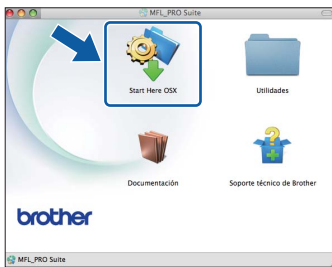 MFL_PRO Suite
Start Here OSX
Utilidades
Documentación
Soporte técnico de Brother
brother
MFL_PRO Suite